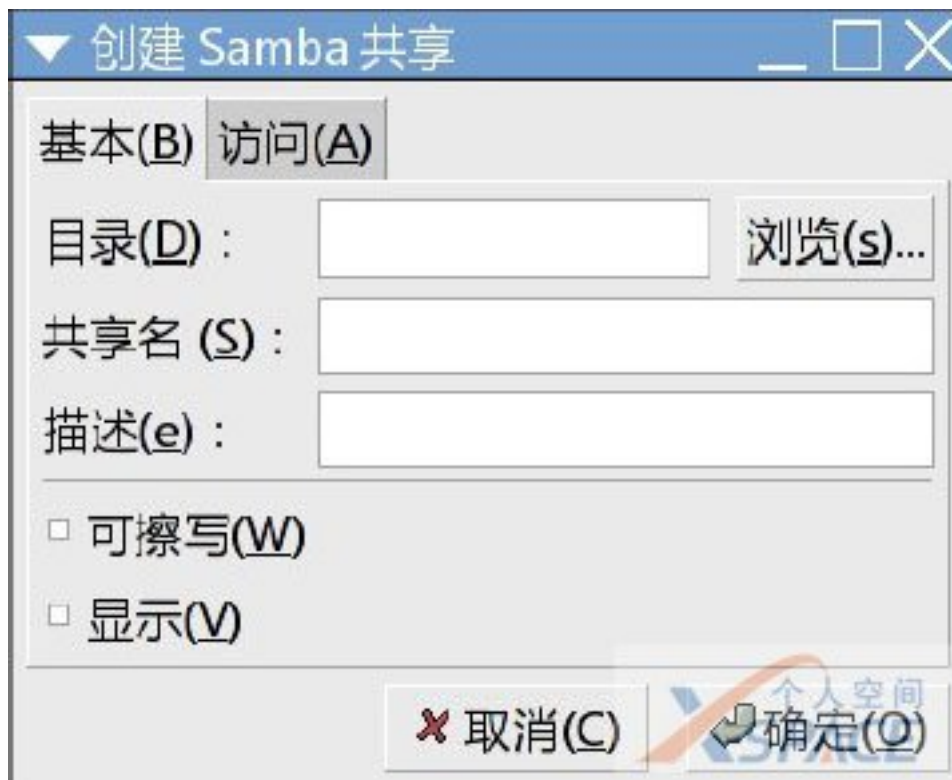 创建 Samba 共享
基本(B) 访问(A)
目录(D)： 浏览(s)...
共享名 (S)：
描述(e)：
可擦写(W)
显示(V)
取消(C) 确定(O)
个人空间
XSPACE